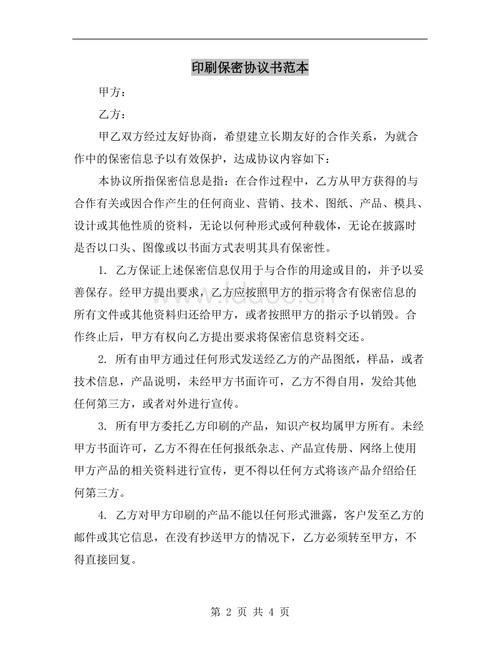 印刷保密协议书范本
甲方：
乙方：
甲乙双方经过友好协商，希望建立长期友好的合作关系，为就合
作中的保密信息予以有效保护，达成协议内容如下：
本协议所指保密信息是指：在合作过程中，乙方从甲方获得的与
合作有关或因合作产生的任何商业、营销、技术、图纸、产品、模具、
设计或其他性质的资料，无论以何种形式或何种载体，无论在披露时
是否以口头、图像或以书面方式表明其具有保密性。
1. 乙方保证上述保密信息仅用于与合作的用途或目的，并予以妥
善保存。经甲方提出要求，乙方应按照甲方的指示将含有保密信息的
所有文件或其他资料归还给甲方，或者按照甲方的指示予以销毁。合
作终止后，甲方有权向乙方提出要求将保密信息资料交还。
2. 所有由甲方通过任何形式发送经乙方的产品图纸，样品，或者
技术信息，产品说明，未经甲方书面许可，乙方不得自用，发给其他
任何第三方，或者对外进行宣传。
3. 所有甲方委托乙方印刷的产品，知识产权均属甲方所有。未经
甲方书面许可，乙方不得在任何报纸杂志、产品宣传册、网络上使用
甲方产品的相关资料进行宣传，更不得以任何方式将该产品介绍给任
何第三方。
4. 乙方对甲方印刷的产品不能以任何形式泄露，客户发至乙方的
邮件或其它信息，在没有抄送甲方的情况下，乙方必须转至甲方，不
得直接回复。
第 2 页 共 4 页